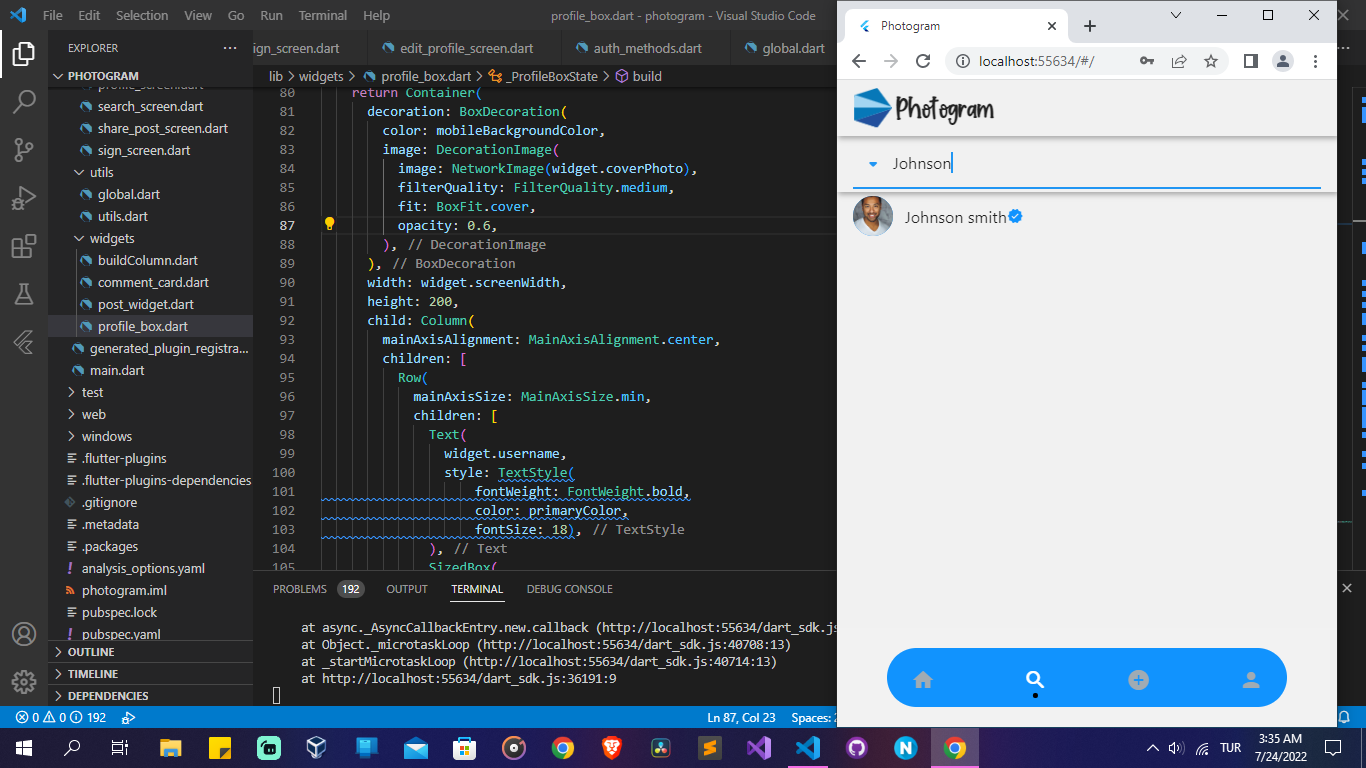 File Edit Selection View Go Run Terminal Help
profile_box.dart - photogram - Visual Studio Code
EXPLORER
PHOTOGRAM
profile_screen.dart
search_screen.dart
share_post_screen.dart
sign_screen.dart
utils
global.dart
utils.dart
widgets
buildColumn.dart
comment_card.dart
post_widget.dart
profile_box.dart
generated_plugin_registra...
main.dart
test
web
windows
.flutter-plugins
.flutter-plugins-dependencies
.gitignore
.metadata
.packages
analysis_options.yaml
photogram.iml
pubspec.lock
pubspec.yaml
OUTLINE
TIMELINE
DEPENDENCIES
ign_screen.dart edit_profile_screen.dart auth_methods.dart global.dart
lib > widgets > profile_box.dart > _ProfileBoxState > build
80 return Container(
81 decoration: BoxDecoration(
82 color: mobileBackgroundColor,
83 image: DecorationImage(
84 image: NetworkImage(widget.coverPhoto),
85 filterQuality: FilterQuality.medium,
86 fit: BoxFit.cover,
87 opacity: 0.6,
88 ), // DecorationImage
89 ), // BoxDecoration
90 width: widget.screenWidth,
91 height: 200,
92 child: Column(
93 mainAxisAlignment: MainAxisAlignment.center,
94 children: [
95 Row(
96 mainAxisSize: MainAxisSize.min,
97 children: [
98 Text(
99 widget.username,
100 style: TextStyle(
101 fontWeight: FontWeight.bold,
102 color: primaryColor,
103 fontSize: 18), // TextStyle
104 ), // Text
105 SizedBox(
PROBLEMS 192 OUTPUT TERMINAL DEBUG CONSOLE
at async._AsyncCallbackEntry.new.callback (http://localhost:55634/dart_sdk.js
at Object._microtaskLoop (http://localhost:55634/dart_sdk.js:40708:13)
at _startMicrotaskLoop (http://localhost:55634/dart_sdk.js:40714:13)
at http://localhost:55634/dart_sdk.js:36191:9
0 0 192
Ln 87, Col 23 Spaces: 2
Photogram
localhost:55634/#/
Photogram
Johnson
Johnson smith
TUR
3:35 AM
7/24/2022